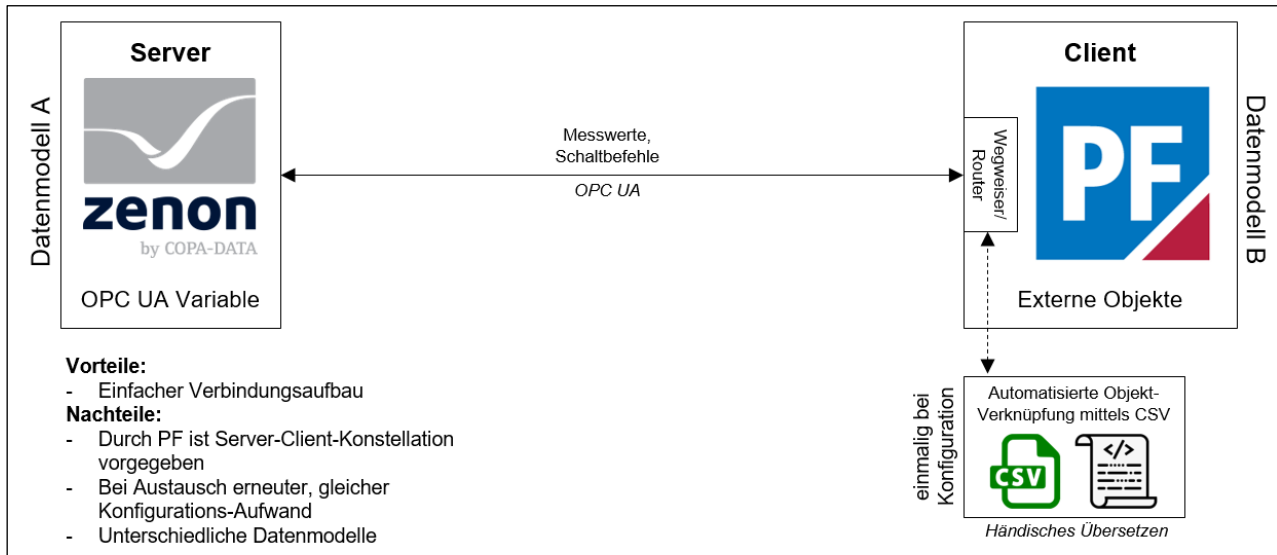 Server
Datenmodell A
zenon
by COPA-DATA
OPC UA Variable
Messwerte,
Schaltbefehle
OPC UA
Client
Wegweiser/
Router
PF
Datenmodell B
Externe Objekte
Vorteile:
- Einfacher Verbindungsaufbau
Nachteile:
- Durch PF ist Server-Client-Konstellation
vorgegeben
- Bei Austausch erneuter, gleicher
Konfigurations-Aufwand
- Unterschiedliche Datenmodelle
einmalig bei
Konfiguration
Automatisierte Objekt-
Verknüpfung mittels CSV
CSV
</>
Händisches Übersetzen